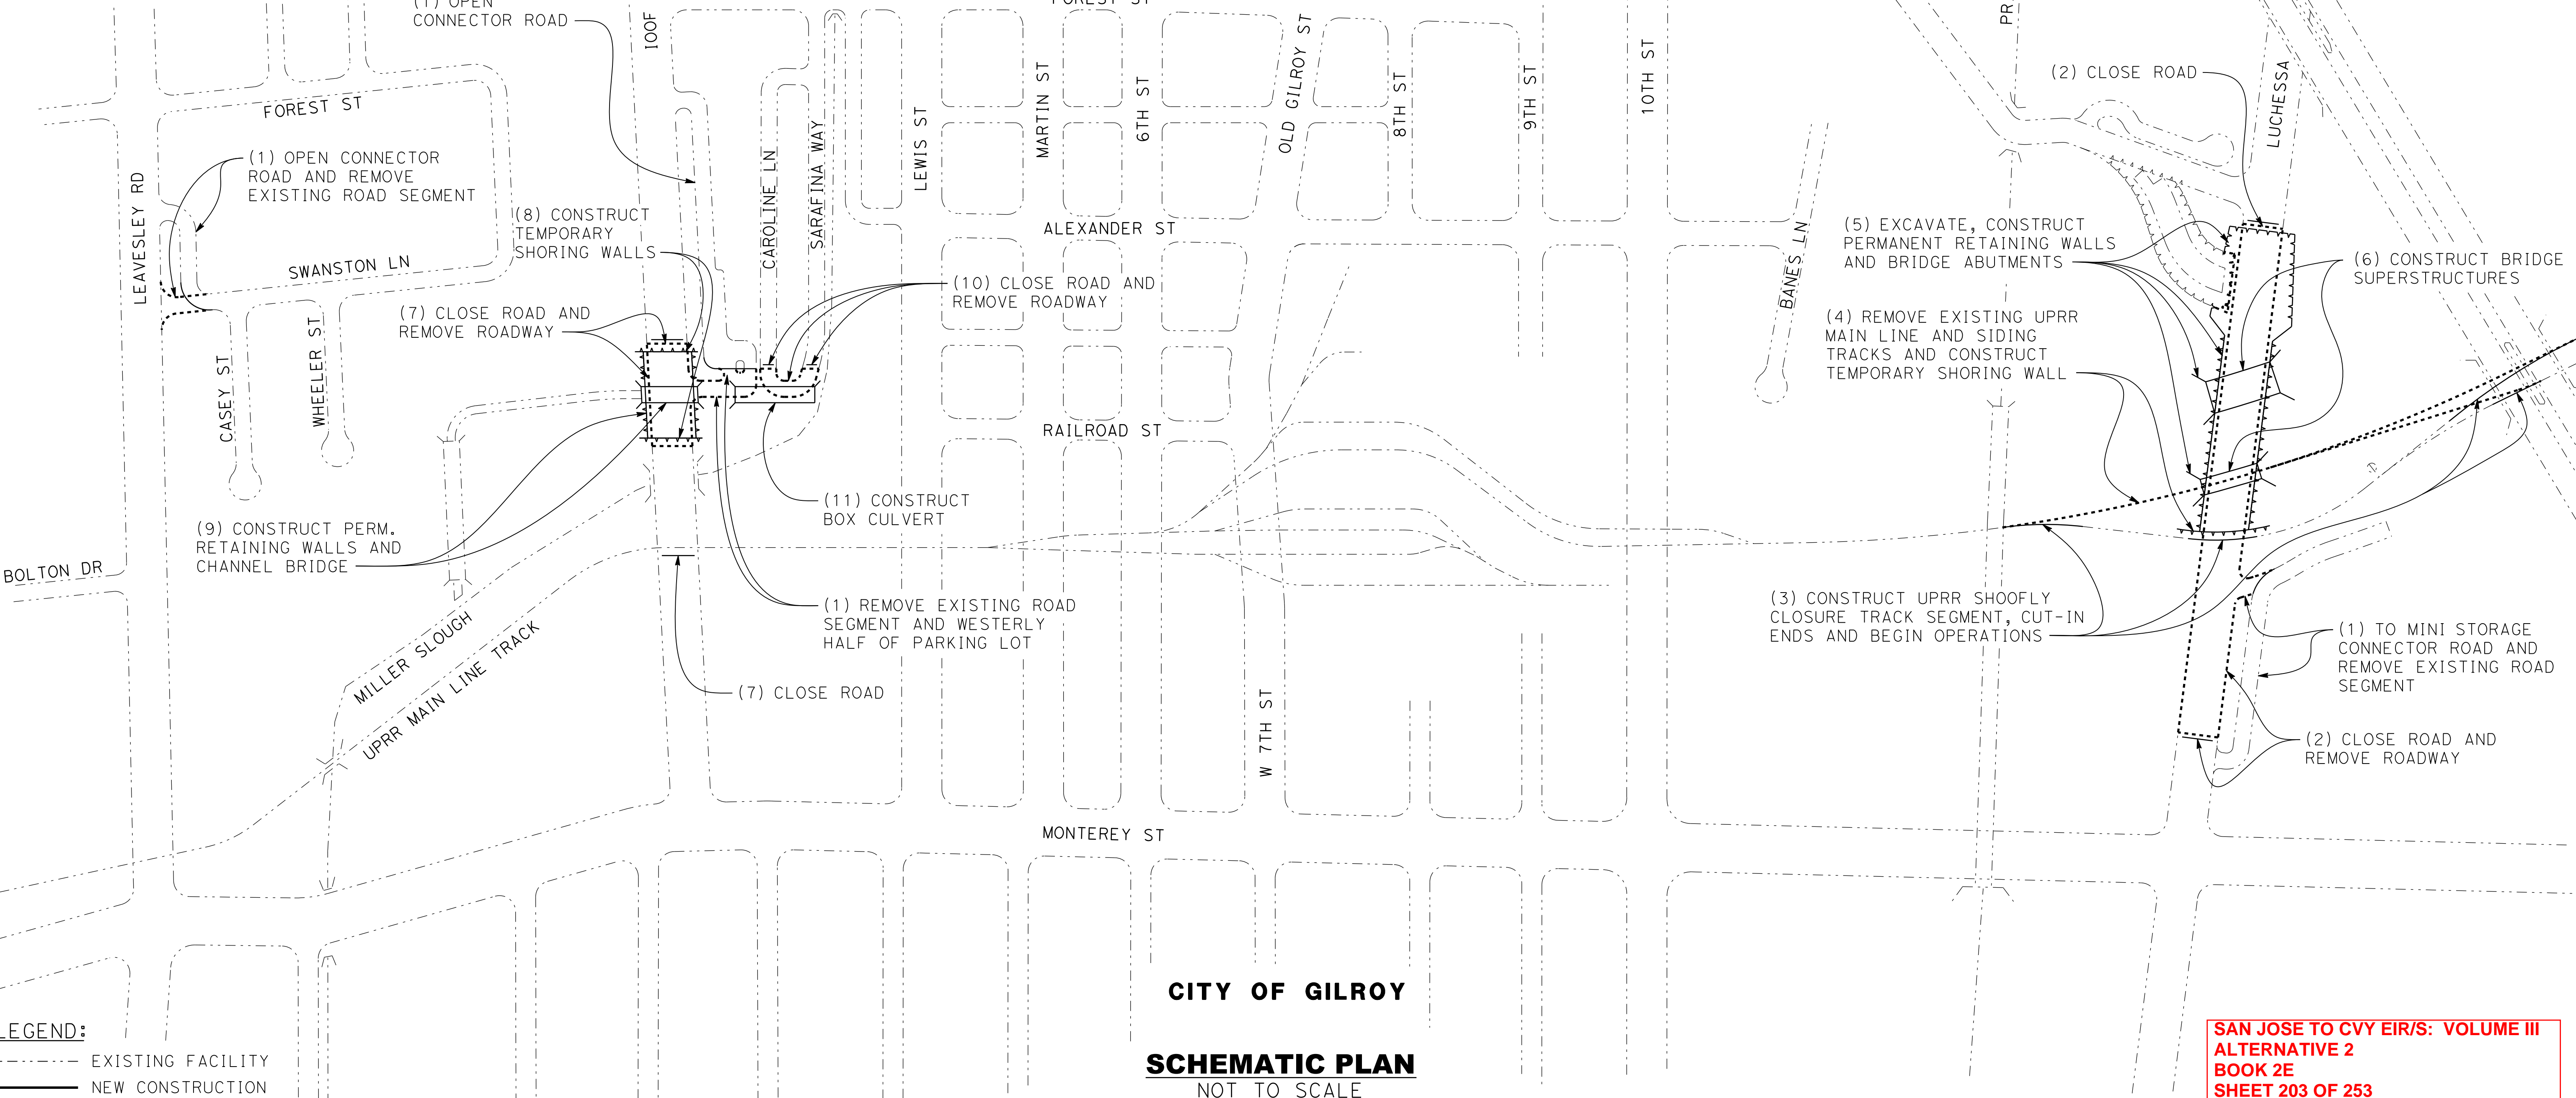 (1) OPEN
CONNECTOR ROAD
IOOF
FOREST ST
FOREST ST
(1) OPEN CONNECTOR
ROAD AND REMOVE
EXISTING ROAD SEGMENT
LEAVESLEY RD
SWANSTON LN
CASEY ST
WHEELER ST
(8) CONSTRUCT
TEMPORARY
SHORING WALLS
(7) CLOSE ROAD AND
REMOVE ROADWAY
CAROLINE LN
SARAFINA WAY
LEWIS ST
MARTIN ST
6TH ST
OLD GILROY ST
8TH ST
9TH ST
10TH ST
ALEXANDER ST
(10) CLOSE ROAD AND
REMOVE ROADWAY
RAILROAD ST
BANES LN
PR
LUCHESSA
(2) CLOSE ROAD
(5) EXCAVATE, CONSTRUCT
PERMANENT RETAINING WALLS
AND BRIDGE ABUTMENTS
(6) CONSTRUCT BRIDGE
SUPERSTRUCTURES
(4) REMOVE EXISTING UPRR
MAIN LINE AND SIDING
TRACKS AND CONSTRUCT
TEMPORARY SHORING WALL
(9) CONSTRUCT PERM.
RETAINING WALLS AND
CHANNEL BRIDGE
(11) CONSTRUCT
BOX CULVERT
BOLTON DR
(1) REMOVE EXISTING ROAD
SEGMENT AND WESTERLY
HALF OF PARKING LOT
(3) CONSTRUCT UPRR SHOOFLY
CLOSURE TRACK SEGMENT, CUT-IN
ENDS AND BEGIN OPERATIONS
(1) TO MINI STORAGE
CONNECTOR ROAD AND
REMOVE EXISTING ROAD
SEGMENT
MILLER SLOUGH
UPRR MAIN LINE TRACK
(7) CLOSE ROAD
W 7TH ST
(2) CLOSE ROAD AND
REMOVE ROADWAY
MONTEREY ST
CITY OF GILROY
SCHEMATIC PLAN
NOT TO SCALE
LEGEND:
EXISTING FACILITY
NEW CONSTRUCTION
SAN JOSE TO CVY EIR/S: VOLUME III
ALTERNATIVE 2
BOOK 2E
SHEET 203 OF 253